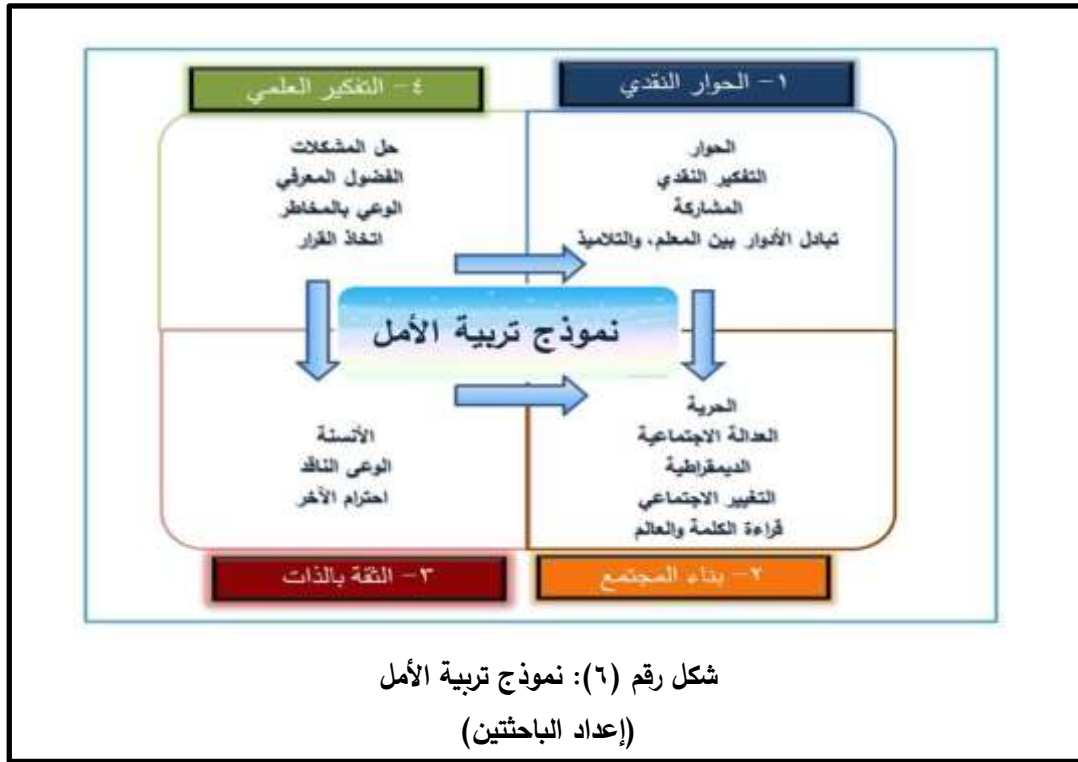 ١- الحوار النقدي
الحوار
التفكير النقدي
المشاركة
تبادل الأدوار بين المعلم، والتلاميذ
٤- التفكير العلمي
حل المشكلات
الفضول المعرفي
الوعي بالمخاطر
اتخاذ القرار
نموذج تربية الأمل
الحرية
العدالة الاجتماعية
الديمقراطية
التغيير الاجتماعي
قراءة الكلمة والعالم
٢- بناء المجتمع
الأنسنة
الوعى الناقد
احترام الآخر
٣- الثقة بالذات
شكل رقم (٦): نموذج تربية الأمل
(إعداد الباحثتين)